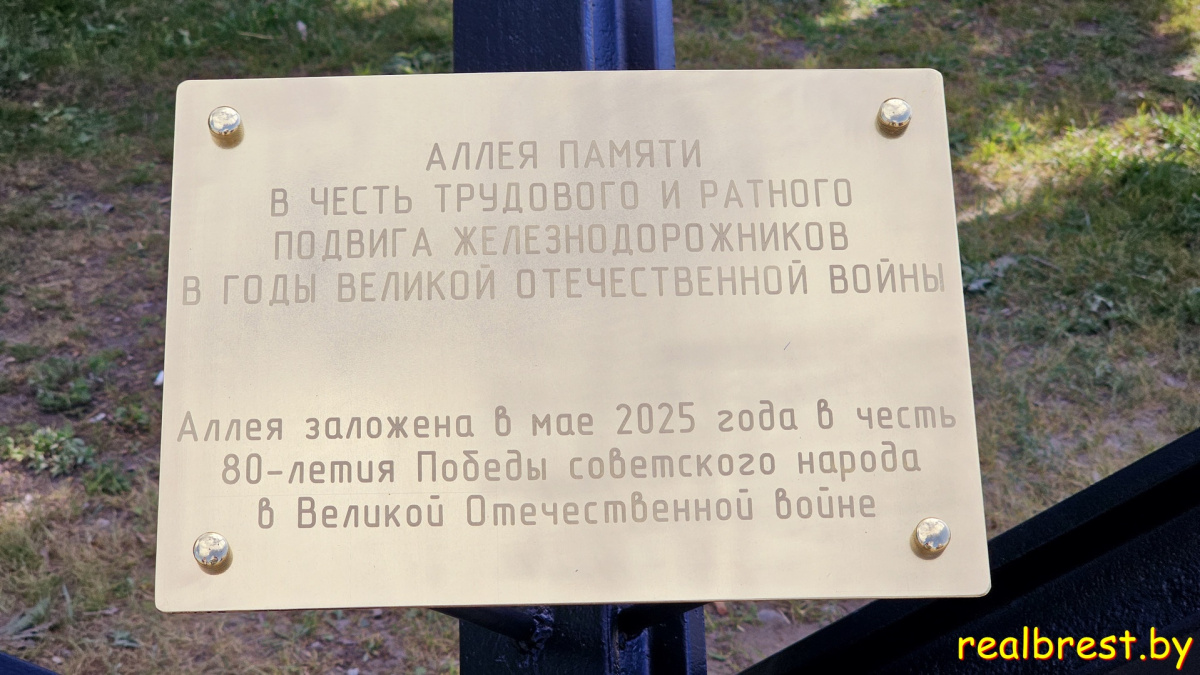 АЛЛЕЯ ПАМЯТИ
В ЧЕСТЬ ТРУДОВОГО И РАТНОГО
ПОДВИГА ЖЕЛЕЗНОДОРОЖНИКОВ
В ГОДЫ ВЕЛИКОЙ ОТЕЧЕСТВЕННОЙ ВОЙНЫ
Аллея заложена в мае 2025 года в честь
80-летия Победы советского народа
в Великой Отечественной войне
realbrest.by